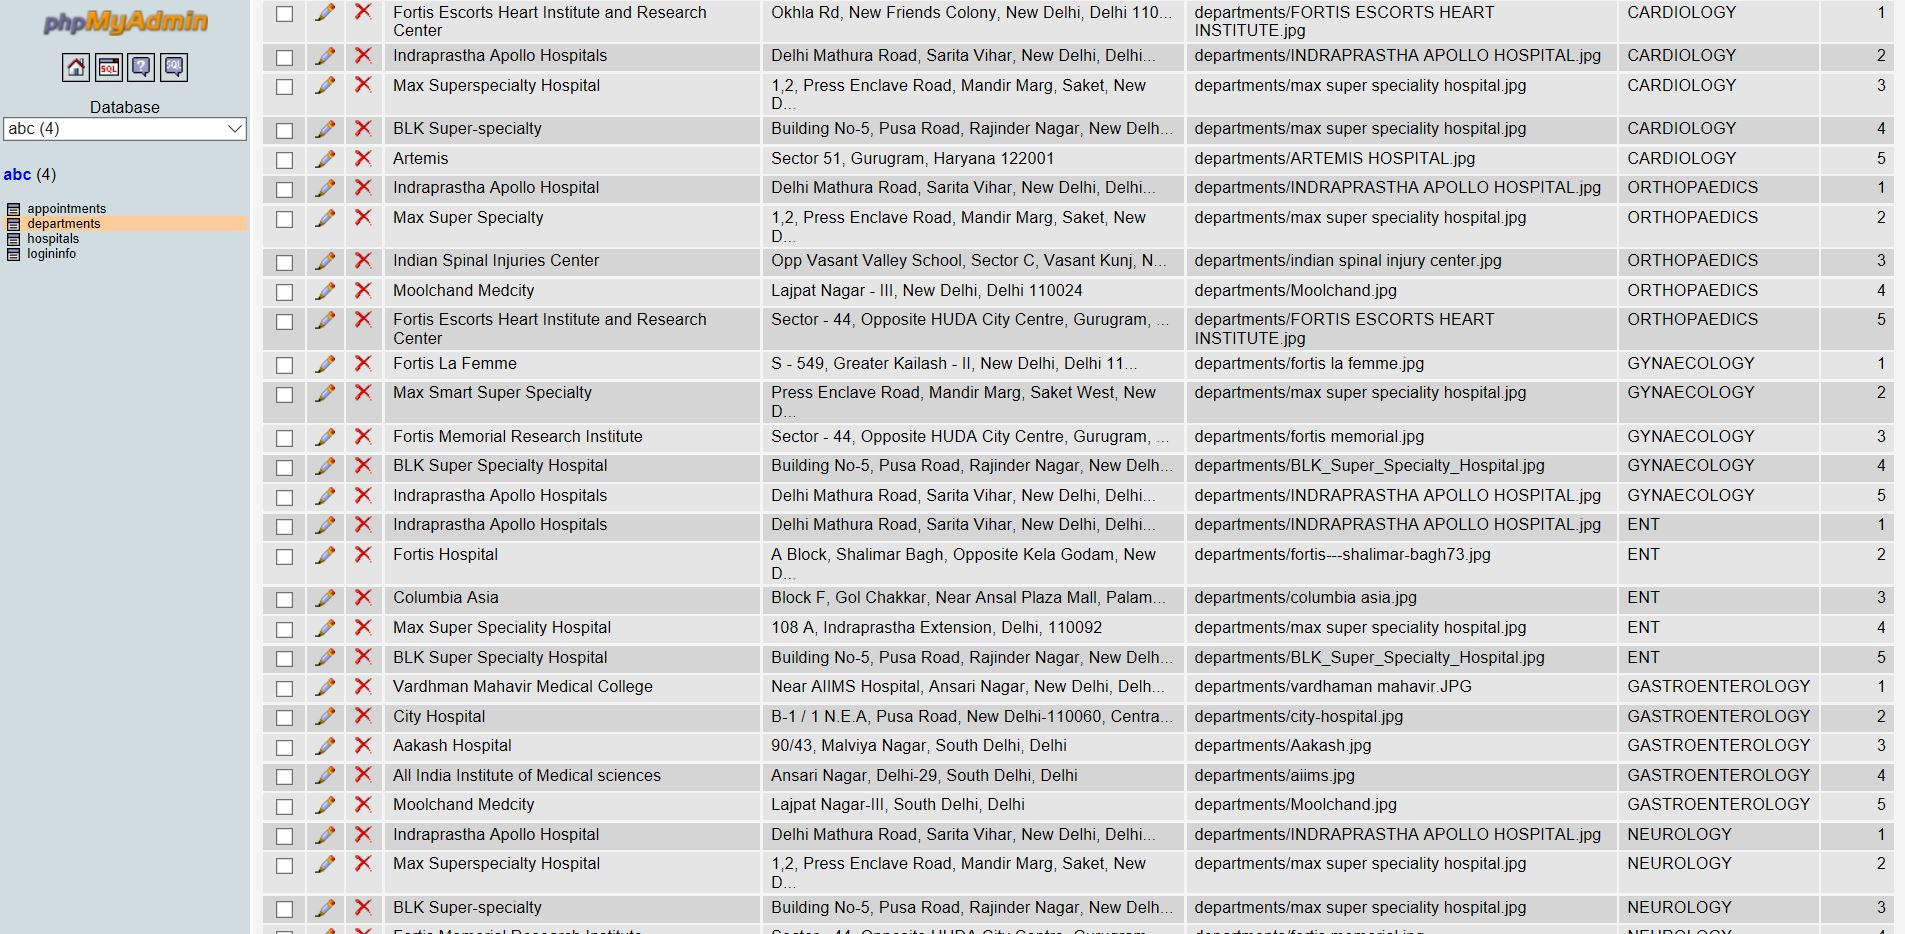 phpMyAdmin
SQL
?
SQL
Database
abc (4)
abc (4)
appointments
departments
hospitals
logininfo
Fortis Escorts Heart Institute and Research Okhla Rd, New Friends Colony, New Delhi, Delhi 110... departments/FORTIS ESCORTS HEART CARDIOLOGY 1
Center INSTITUTE.jpg
Indraprastha Apollo Hospitals Delhi Mathura Road, Sarita Vihar, New Delhi, Delhi... departments/INDRAPRASTHA APOLLO HOSPITAL.jpg CARDIOLOGY 2
Max Superspecialty Hospital 1,2, Press Enclave Road, Mandir Marg, Saket, New departments/max super speciality hospital.jpg CARDIOLOGY 3
D...
BLK Super-specialty Building No-5, Pusa Road, Rajinder Nagar, New Delh... departments/max super speciality hospital.jpg CARDIOLOGY 4
Artemis Sector 51, Gurugram, Haryana 122001 departments/ARTEMIS HOSPITAL.jpg CARDIOLOGY 5
Indraprastha Apollo Hospital Delhi Mathura Road, Sarita Vihar, New Delhi, Delhi... departments/INDRAPRASTHA APOLLO HOSPITAL.jpg ORTHOPAEDICS 1
Max Super Specialty 1,2, Press Enclave Road, Mandir Marg, Saket, New departments/max super speciality hospital.jpg ORTHOPAEDICS 2
D...
Indian Spinal Injuries Center Opp Vasant Valley School, Sector C, Vasant Kunj, N... departments/indian spinal injury center.jpg ORTHOPAEDICS 3
Moolchand Medcity Lajpat Nagar - III, New Delhi, Delhi 110024 departments/Moolchand.jpg ORTHOPAEDICS 4
Fortis Escorts Heart Institute and Research Sector - 44, Opposite HUDA City Centre, Gurugram, ... departments/FORTIS ESCORTS HEART ORTHOPAEDICS 5
Center INSTITUTE.jpg
Fortis La Femme S - 549, Greater Kailash - II, New Delhi, Delhi 11... departments/fortis la femme.jpg GYNAECOLOGY 1
Max Smart Super Specialty Press Enclave Road, Mandir Marg, Saket West, New departments/max super speciality hospital.jpg GYNAECOLOGY 2
D...
Fortis Memorial Research Institute Sector - 44, Opposite HUDA City Centre, Gurugram, ... departments/fortis memorial.jpg GYNAECOLOGY 3
BLK Super Specialty Hospital Building No-5, Pusa Road, Rajinder Nagar, New Delh... departments/BLK_Super_Specialty_Hospital.jpg GYNAECOLOGY 4
Indraprastha Apollo Hospitals Delhi Mathura Road, Sarita Vihar, New Delhi, Delhi... departments/INDRAPRASTHA APOLLO HOSPITAL.jpg GYNAECOLOGY 5
Indraprastha Apollo Hospitals Delhi Mathura Road, Sarita Vihar, New Delhi, Delhi... departments/INDRAPRASTHA APOLLO HOSPITAL.jpg ENT 1
Fortis Hospital A Block, Shalimar Bagh, Opposite Kela Godam, New departments/fortis---shalimar-bagh73.jpg ENT 2
D...
Columbia Asia Block F, Gol Chakkar, Near Ansal Plaza Mall, Palam... departments/columbia asia.jpg ENT 3
Max Super Speciality Hospital 108 A, Indraprastha Extension, Delhi, 110092 departments/max super speciality hospital.jpg ENT 4
BLK Super Specialty Hospital Building No-5, Pusa Road, Rajinder Nagar, New Delh... departments/BLK_Super_Specialty_Hospital.jpg ENT 5
Vardhman Mahavir Medical College Near AIIMS Hospital, Ansari Nagar, New Delhi, Delh... departments/vardhaman mahavir.JPG GASTROENTEROLOGY 1
City Hospital B-1 / 1 N.E.A, Pusa Road, New Delhi-110060, Centra... departments/city-hospital.jpg GASTROENTEROLOGY 2
Aakash Hospital 90/43, Malviya Nagar, South Delhi, Delhi departments/Aakash.jpg GASTROENTEROLOGY 3
All India Institute of Medical sciences Ansari Nagar, Delhi-29, South Delhi, Delhi departments/aiims.jpg GASTROENTEROLOGY 4
Moolchand Medcity Lajpat Nagar-III, South Delhi, Delhi departments/Moolchand.jpg GASTROENTEROLOGY 5
Indraprastha Apollo Hospital Delhi Mathura Road, Sarita Vihar, New Delhi, Delhi... departments/INDRAPRASTHA APOLLO HOSPITAL.jpg NEUROLOGY 1
Max Superspecialty Hospital 1,2, Press Enclave Road, Mandir Marg, Saket, New departments/max super speciality hospital.jpg NEUROLOGY 2
D...
BLK Super-specialty Building No-5, Pusa Road, Rajinder Nagar, New Delh... departments/max super speciality hospital.jpg NEUROLOGY 3